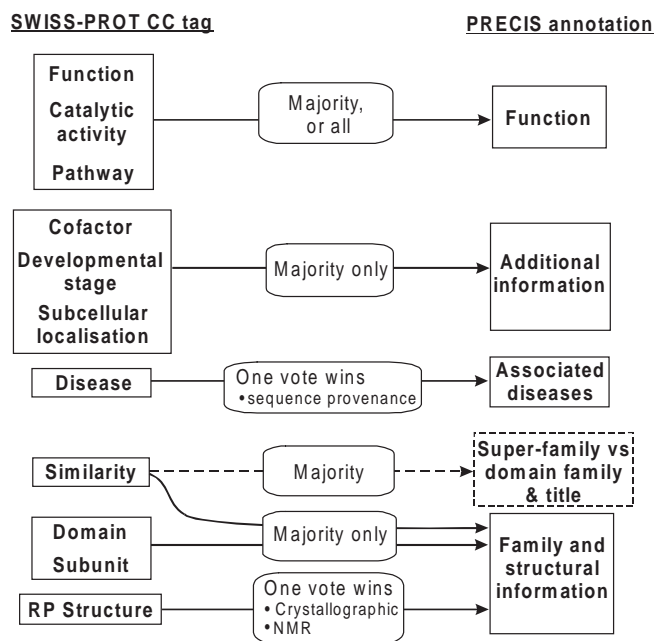 SWISS-PROT CC tag
PRECIS annotation
Function
Catalytic
activity
Pathway
Majority,
or all
Function
Cofactor
Developmental
stage
Subcellular
localisation
Majority only
Additional
information
Disease
One vote wins
•sequence provenance
Associated
diseases
Similarity
Majority
Super-family vs
domain family
& title
Domain
Subunit
Majority only
Family and
structural
information
RP Structure
One vote wins
• Crystallographic
•NMR